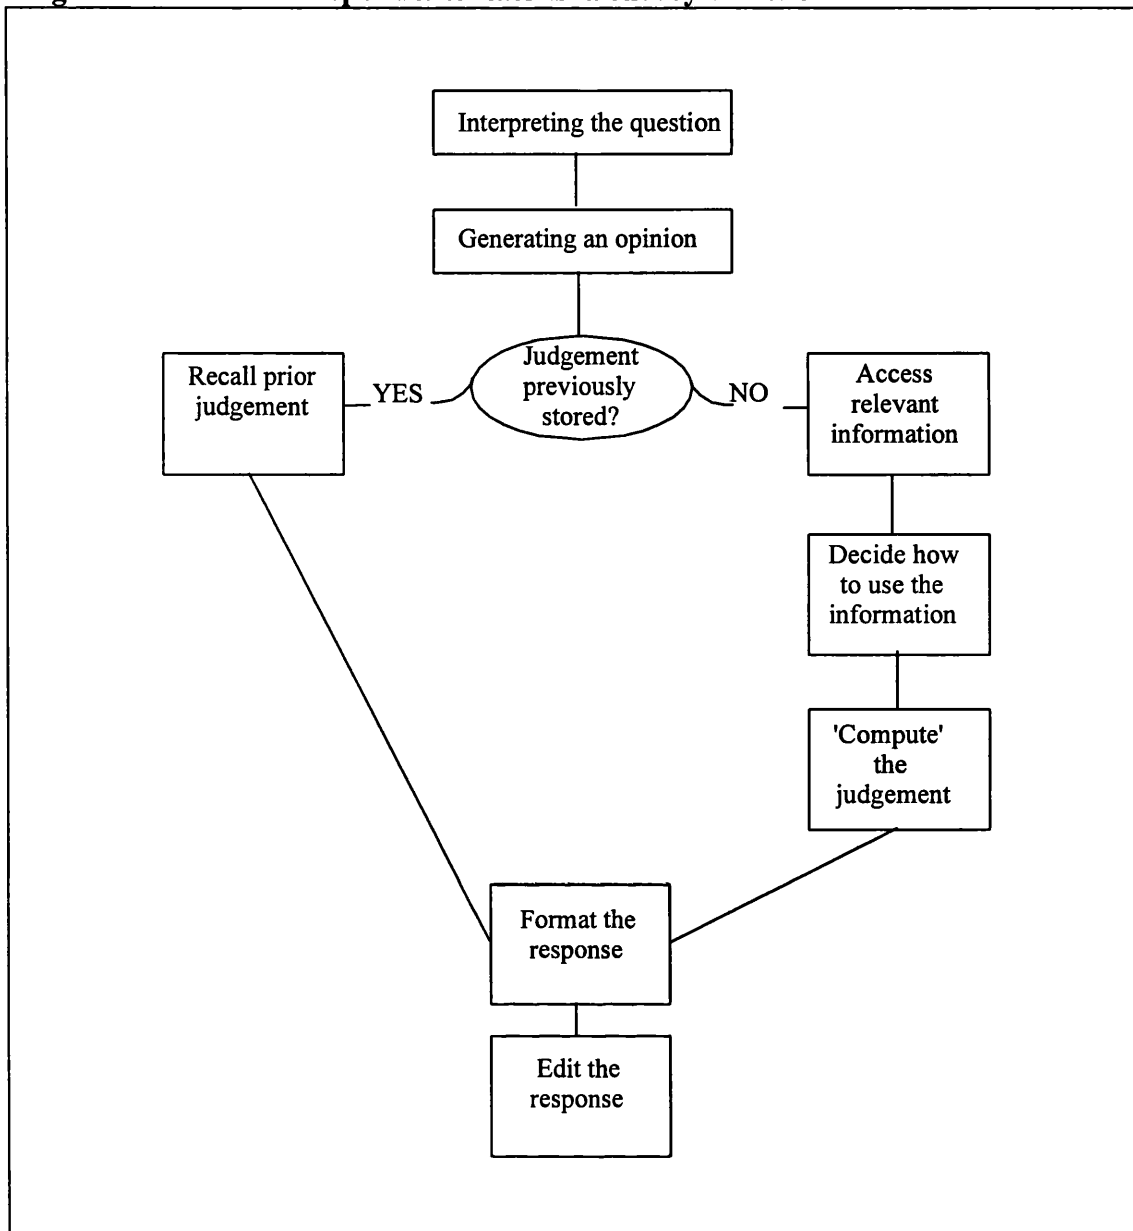 Interpreting the question
Generating an opinion
Judgement
previously
stored?
YES
NO
Recall prior
judgement
Access
relevant
information
Decide how
to use the
information
'Compute'
the
judgement
Format the
response
Edit the
response